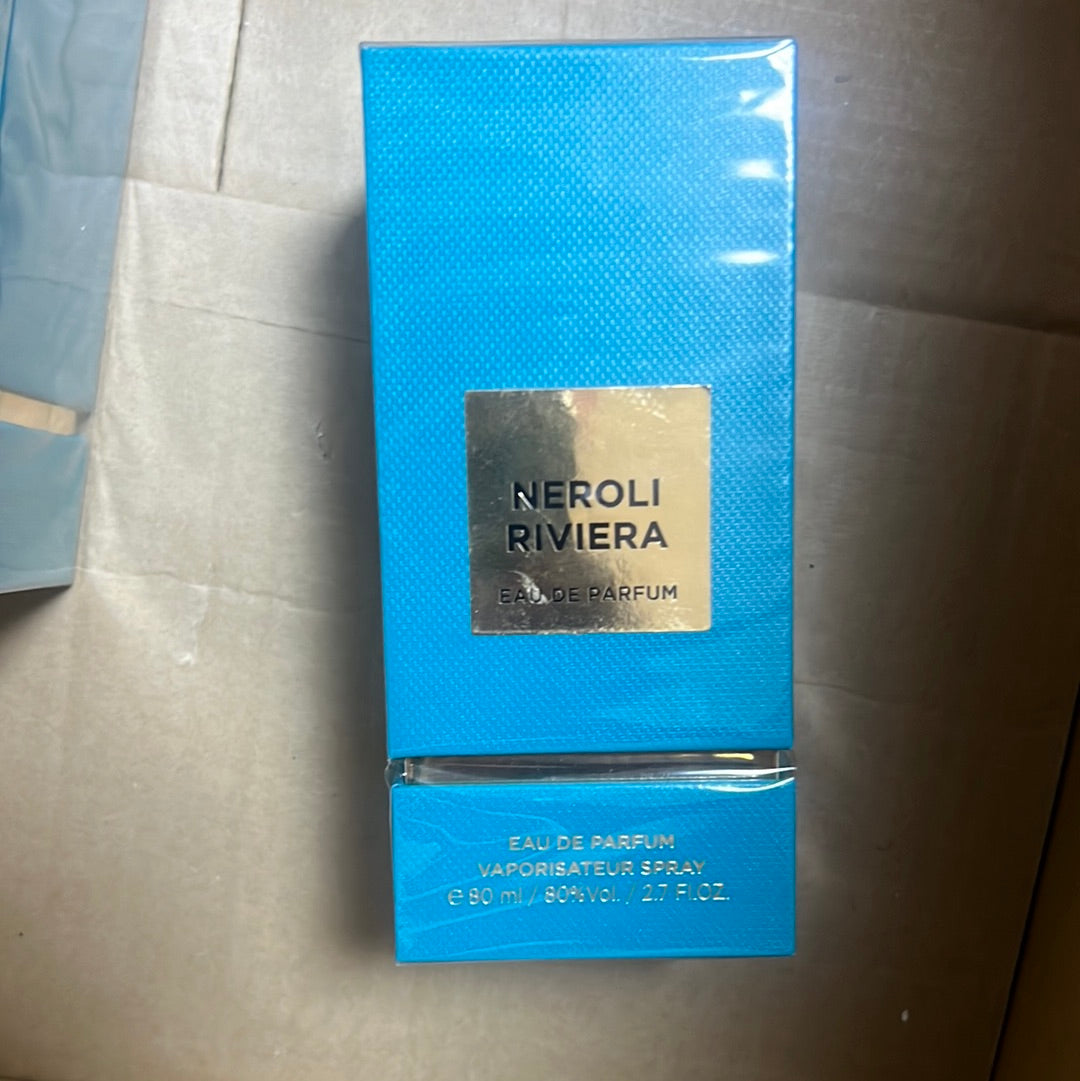 NEROLI
RIVIERA
EAU DE PARFUM
EAU DE PARFUM
VAPORISATEUR SPRAY
℮ 80 ml / 80%Vol. / 2.7 Fl.OZ.